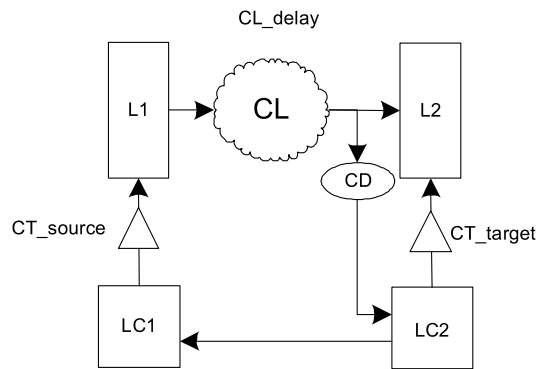 CL_delay
L1
CL
L2
CD
CT_source
CT_target
LC1
LC2